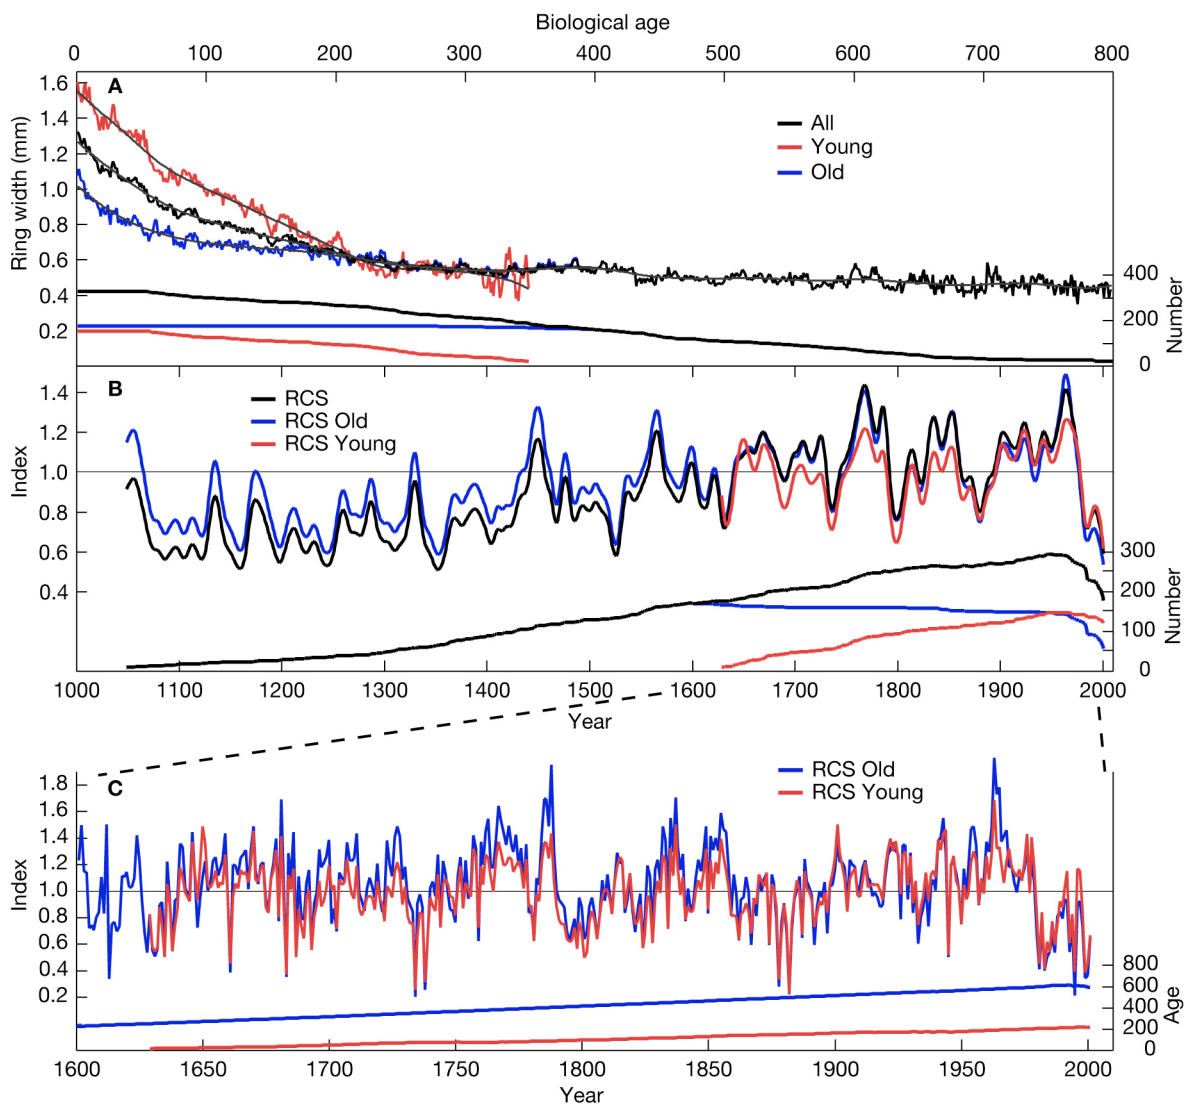 Biological age
0 100 200 300 400 500 600 700 800
A
1.6
1.4
1.2
1.0
0.8
0.6
0.4
0.2
Ring width (mm)
All
Young
Old
400
200
0
Number
B
1.4
1.2
1.0
0.8
0.6
0.4
Index
RCS
RCS Old
RCS Young
300
200
100
0
Number
1000 1100 1200 1300 1400 1500 1600 1700 1800 1900 2000
Year
C
1.8
1.6
1.4
1.2
1.0
0.8
0.6
0.4
0.2
Index
RCS Old
RCS Young
800
600
400
200
0
Age
1600 1650 1700 1750 1800 1850 1900 1950 2000
Year